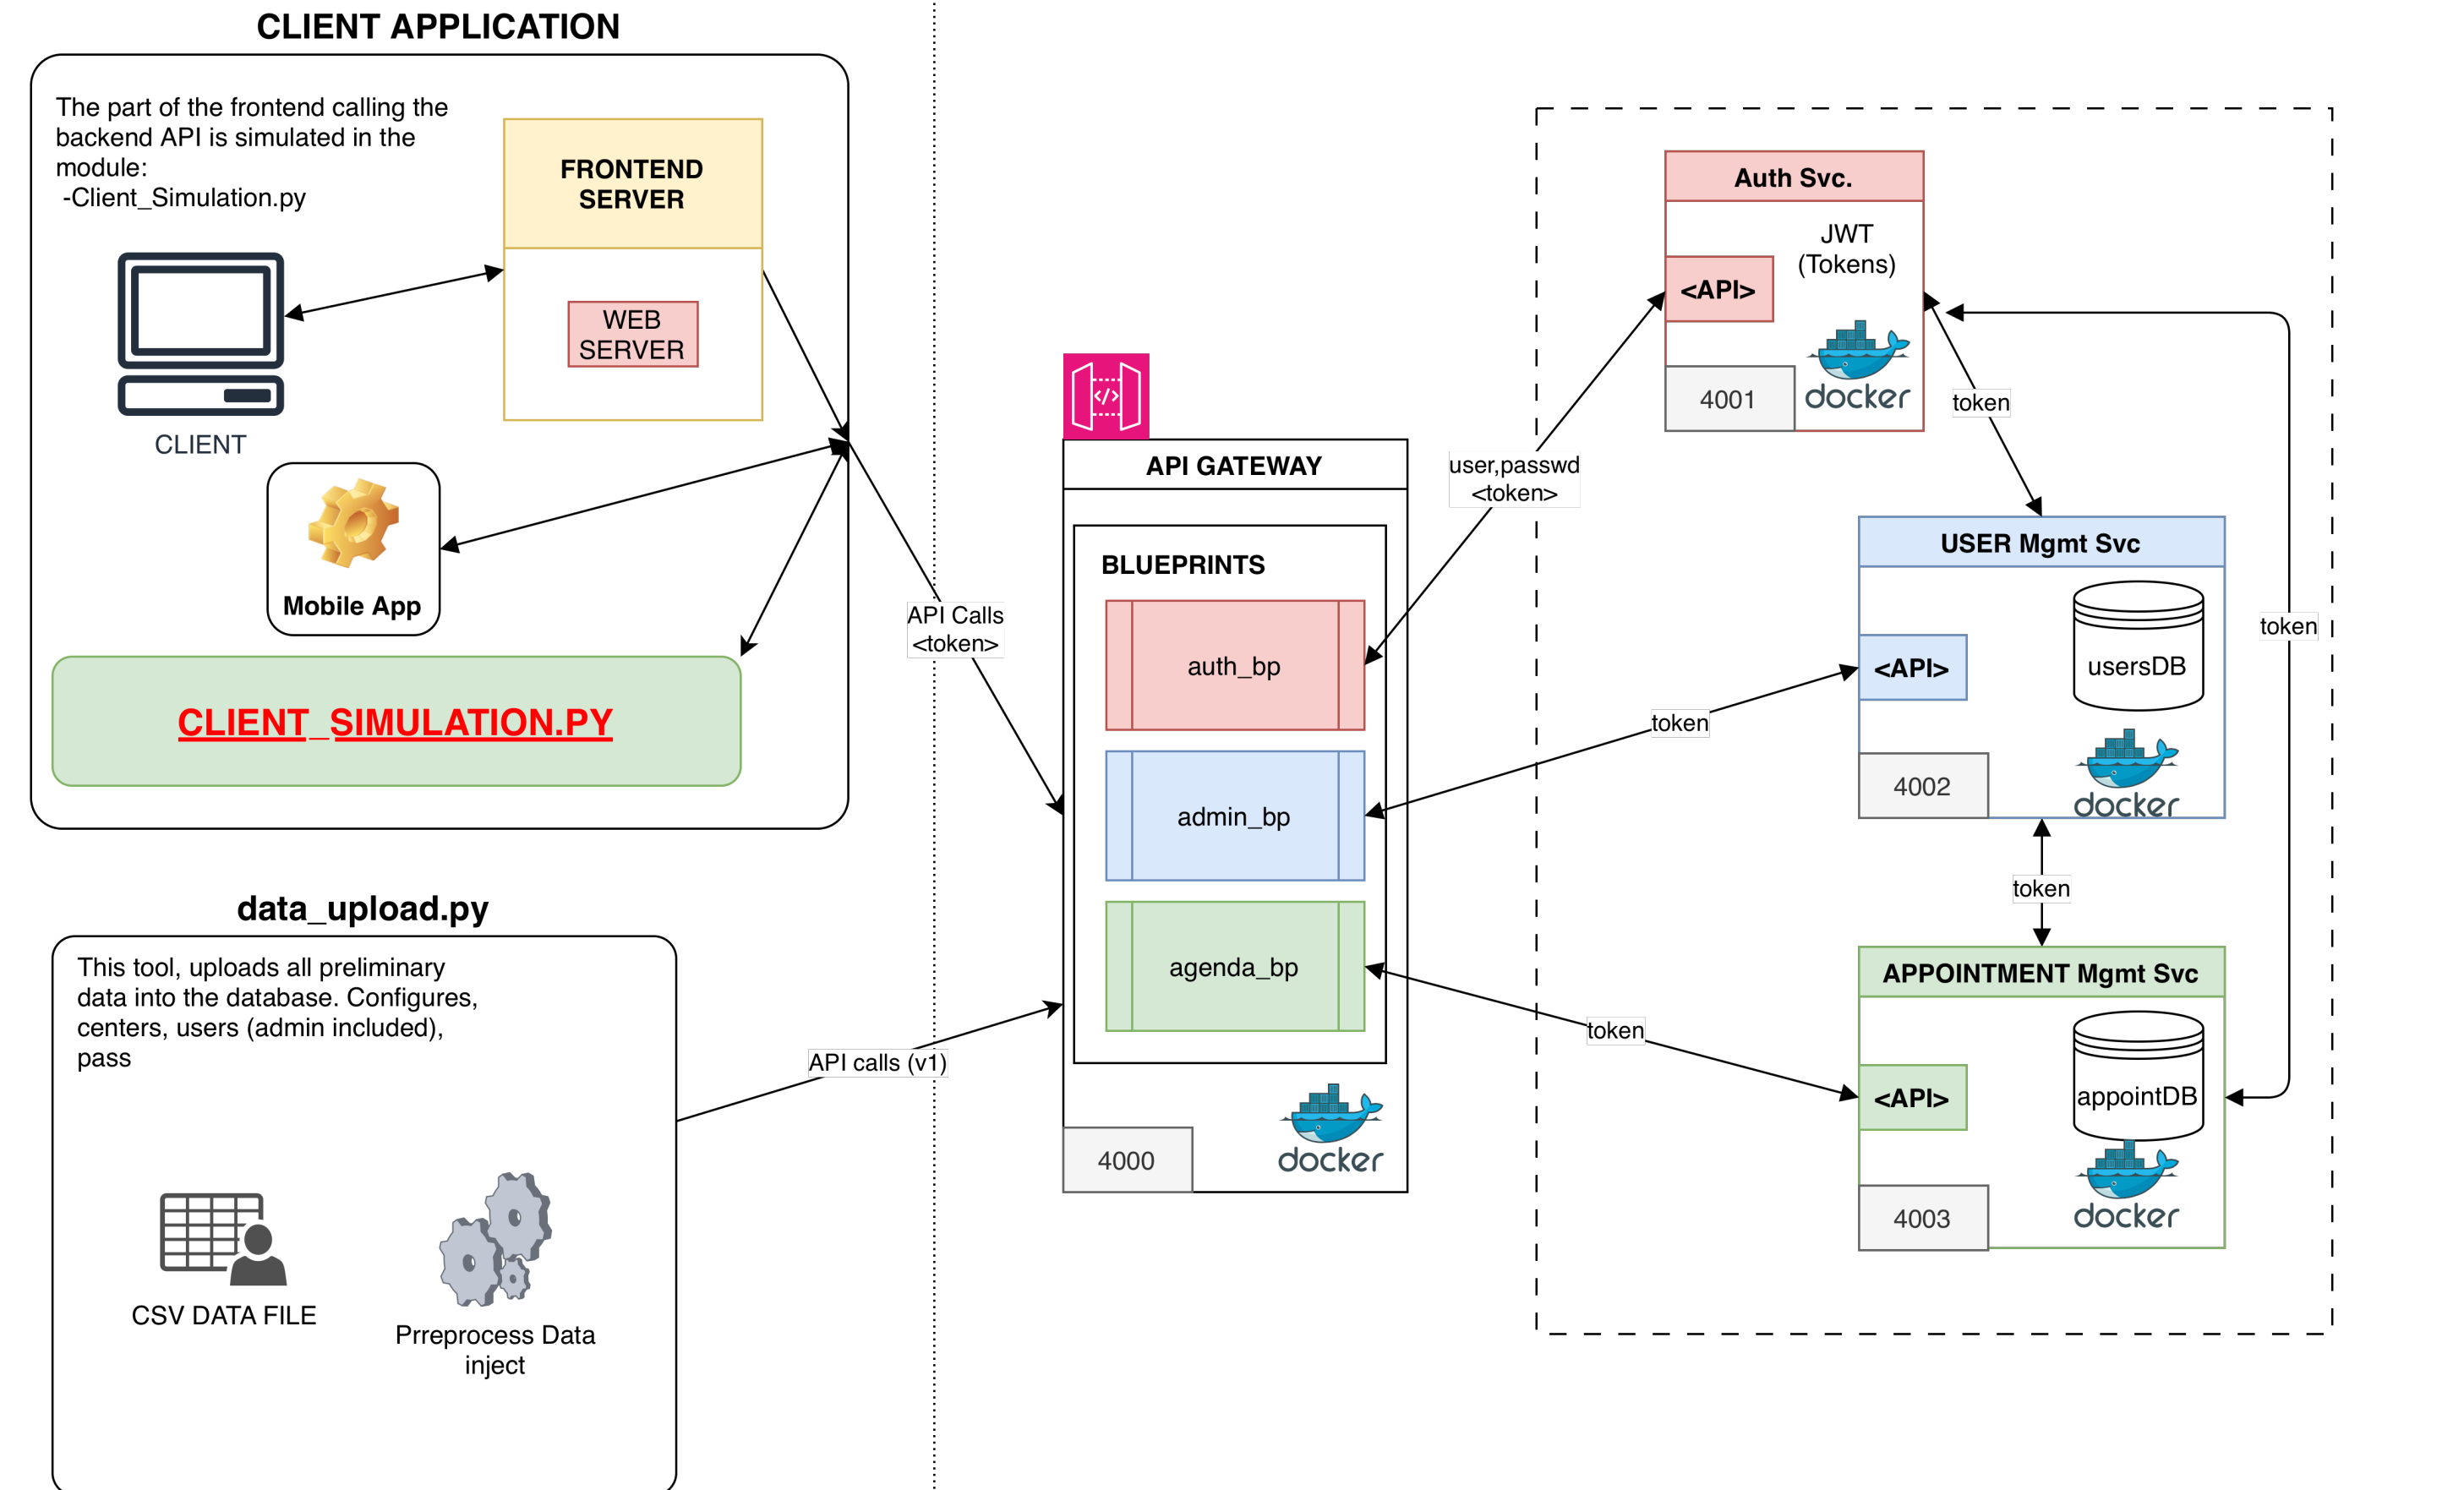 CLIENT APPLICATION
The part of the frontend calling the
backend API is simulated in the
module:
-Client_Simulation.py
FRONTEND
SERVER
WEB
SERVER
CLIENT
Mobile App
CLIENT_SIMULATION.PY
data_upload.py
This tool, uploads all preliminary
data into the database. Configures,
centers, users (admin included),
pass
CSV DATA FILE
Prreprocess Data
inject
API Calls
<token>
API calls (v1)
</>
API GATEWAY
BLUEPRINTS
auth_bp
admin_bp
agenda_bp
4000
docker
user,passwd
<token>
token
token
Auth Svc.
JWT
(Tokens)
<API>
4001
docker
token
USER Mgmt Svc
<API>
usersDB
4002
docker
token
token
APPOINTMENT Mgmt Svc
<API>
appointDB
4003
docker